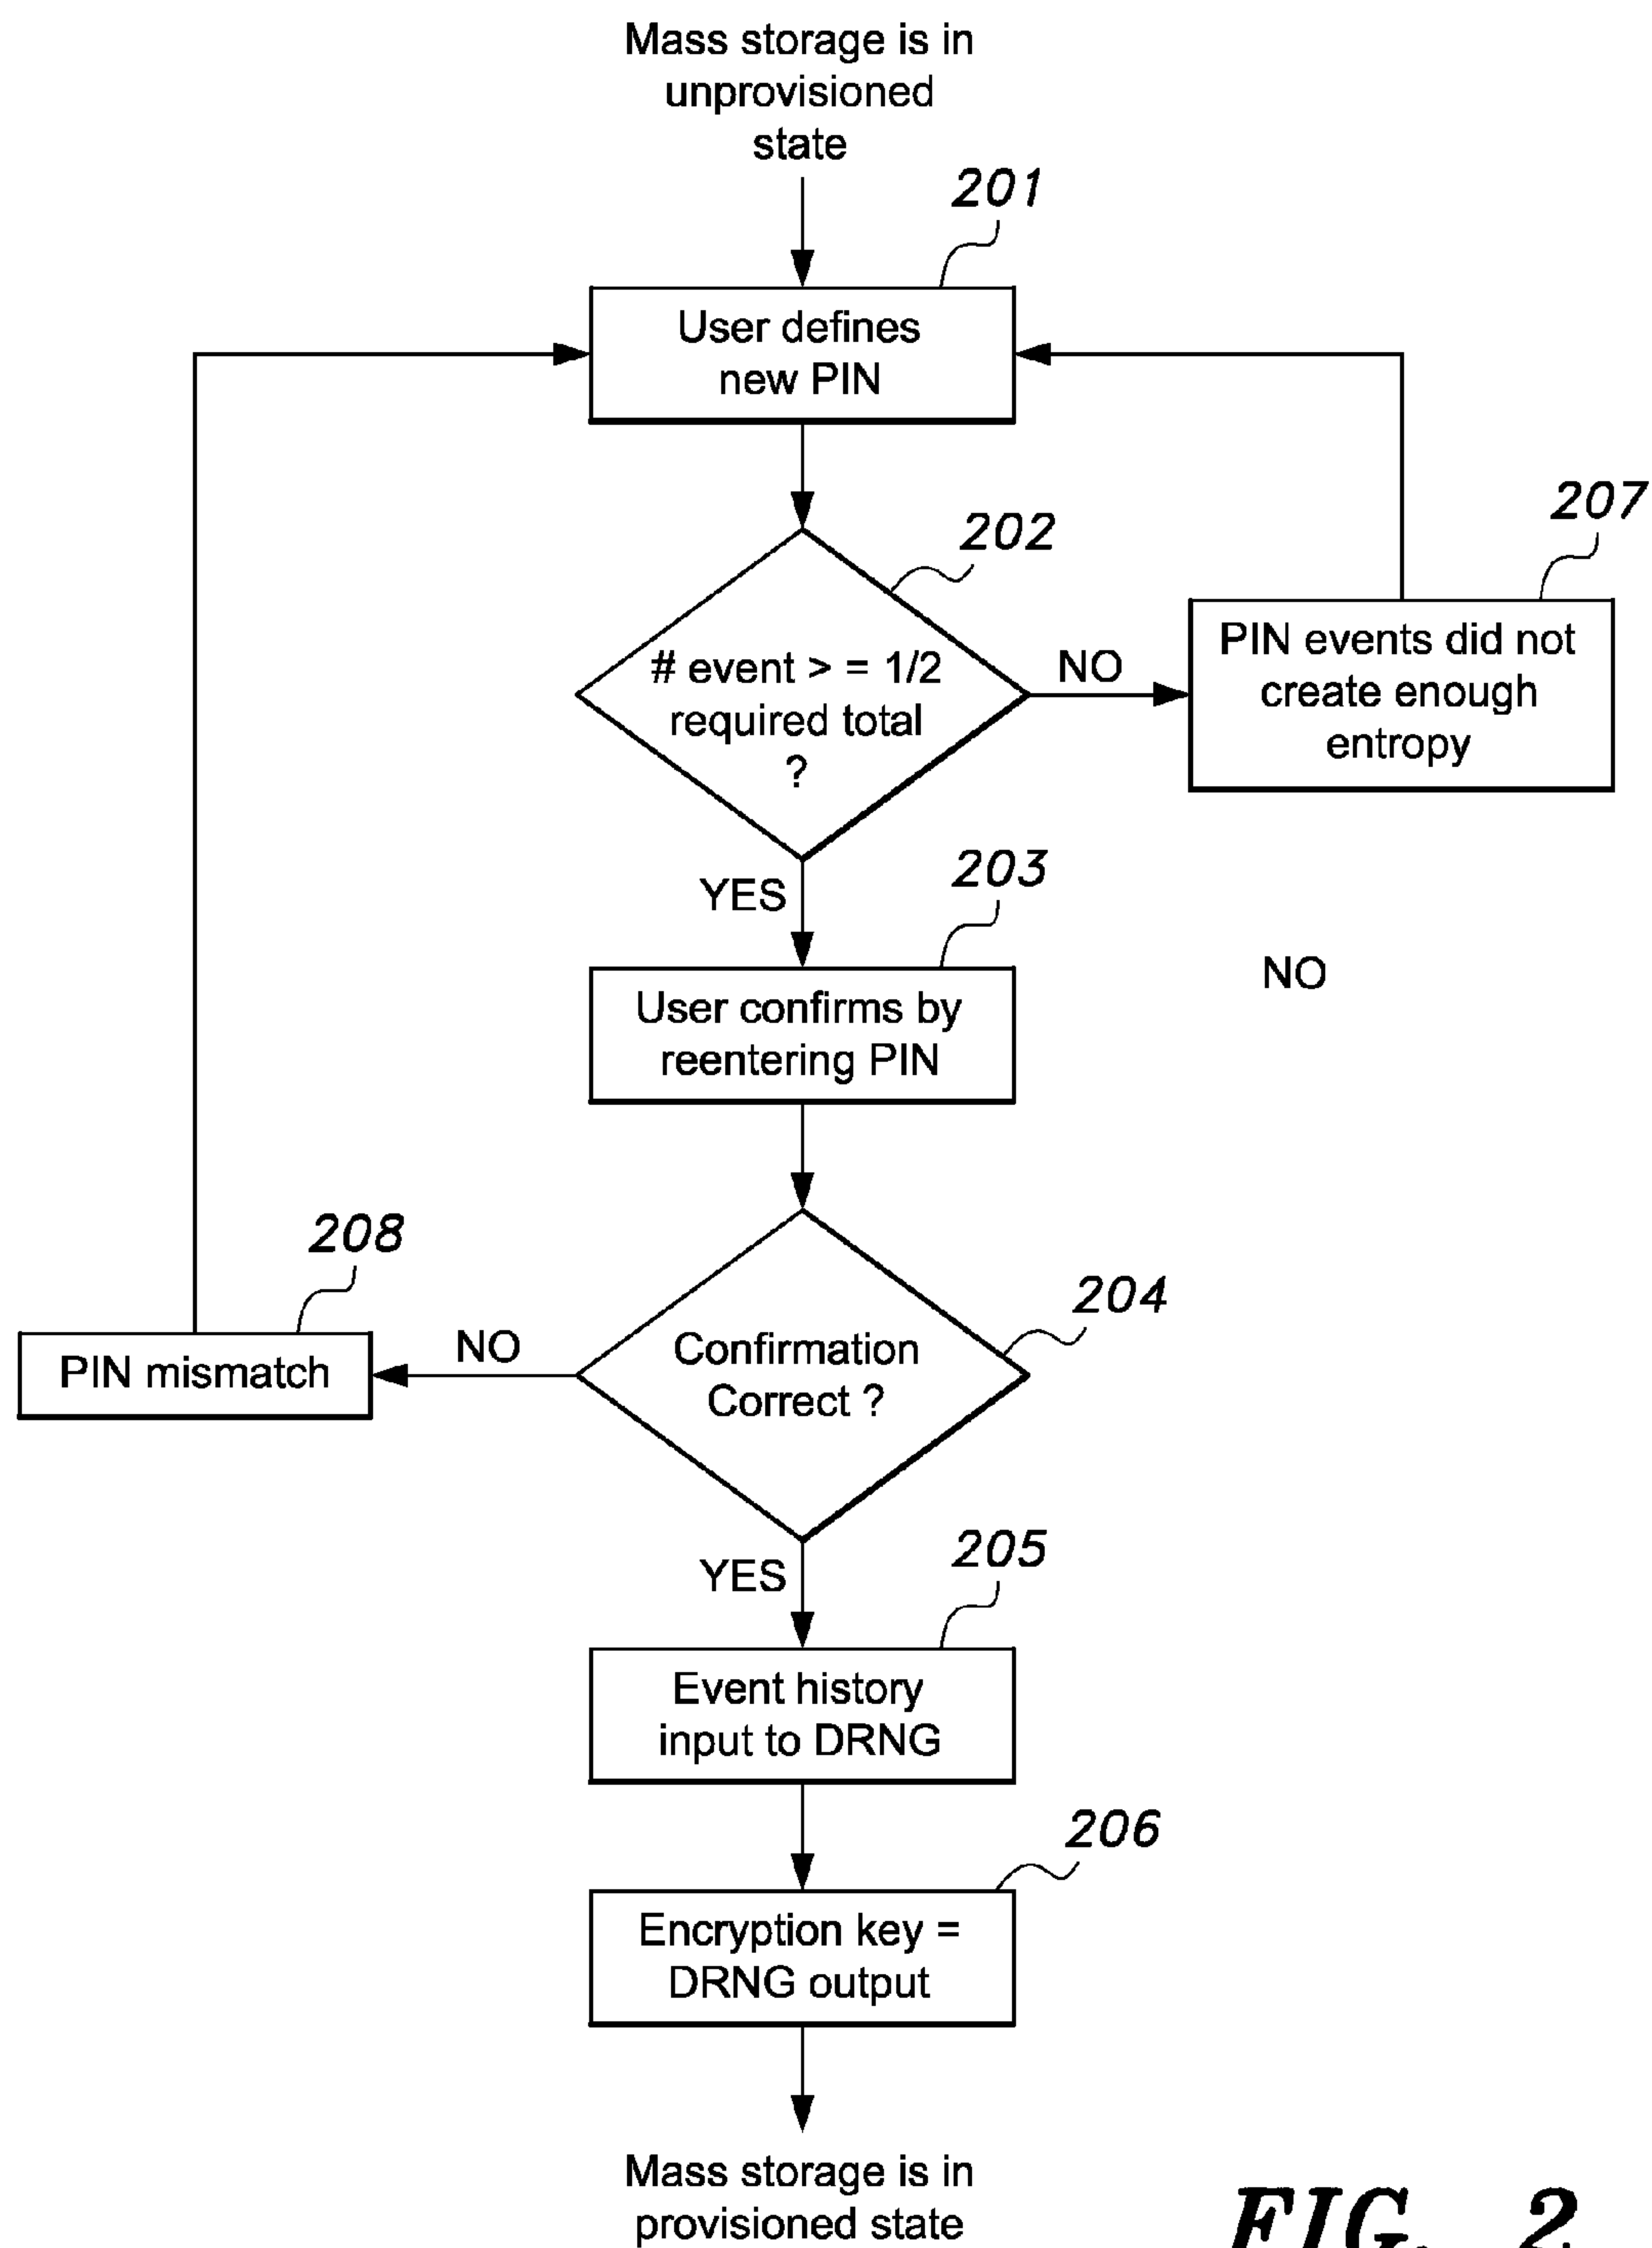 Mass storage is in
unprovisioned
state
201
User defines
new PIN
202
# event > = 1/2
required total
?
NO
207
PIN events did not
create enough
entropy
YES
203
User confirms by
reentering PIN
NO
204
Confirmation
Correct ?
NO
208
PIN mismatch
YES
205
Event history
input to DRNG
206
Encryption key =
DRNG output
Mass storage is in
provisioned state
FIG. 2